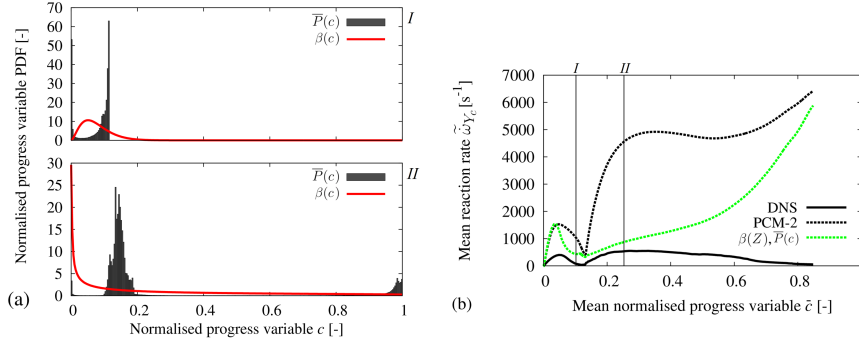 Normalised progress variable PDF [-]
70
60
50
40
30
20
10
0
P̅(c)
β(c)
I
30
25
20
15
10
5
0
P̅(c)
β(c)
II
0 0.2 0.4 0.6 0.8 1
(a)
Normalised progress variable c [-]
I II
Mean reaction rate ω̇̃_{Y_c} [s⁻¹]
7000
6000
5000
4000
3000
2000
1000
0
DNS
PCM-2
β(Z), P̅(c)
0 0.2 0.4 0.6 0.8 1
(b)
Mean normalised progress variable c̃ [-]